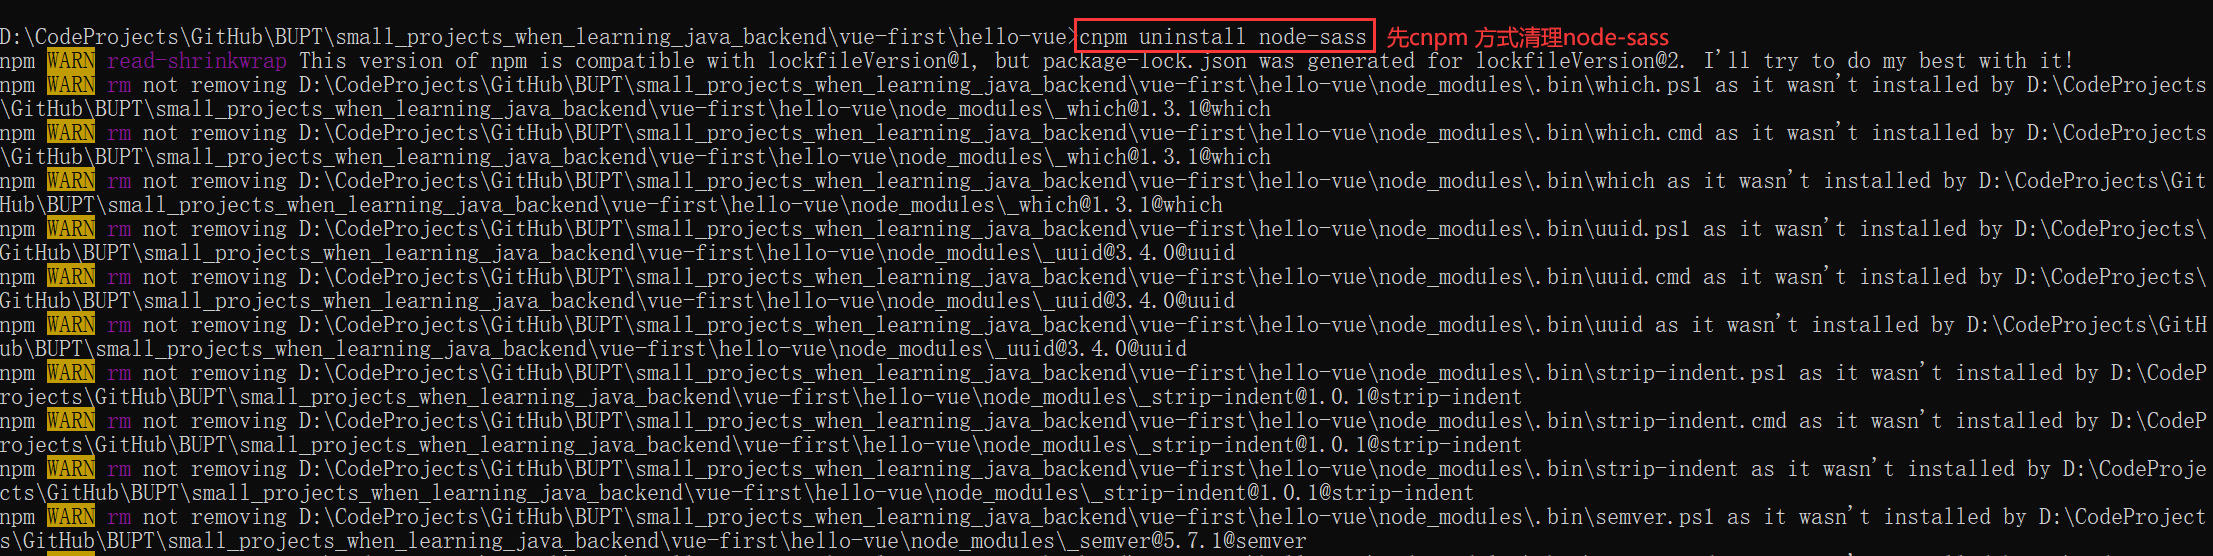 D:\CodeProjects\GitHub\BUPT\small_projects_when_learning_java_backend\vue-first\hello-vue>cnpm uninstall node-sass 先cnpm 方式清理node-sass
npm WARN read-shrinkwrap This version of npm is compatible with lockfileVersion@1, but package-lock.json was generated for lockfileVersion@2. I'll try to do my best with it!
npm WARN rm not removing D:\CodeProjects\GitHub\BUPT\small_projects_when_learning_java_backend\vue-first\hello-vue\node_modules\.bin\which.ps1 as it wasn't installed by D:\CodeProjects
\GitHub\BUPT\small_projects_when_learning_java_backend\vue-first\hello-vue\node_modules\_which@1.3.1@which
npm WARN rm not removing D:\CodeProjects\GitHub\BUPT\small_projects_when_learning_java_backend\vue-first\hello-vue\node_modules\.bin\which.cmd as it wasn't installed by D:\CodeProjects
\GitHub\BUPT\small_projects_when_learning_java_backend\vue-first\hello-vue\node_modules\_which@1.3.1@which
npm WARN rm not removing D:\CodeProjects\GitHub\BUPT\small_projects_when_learning_java_backend\vue-first\hello-vue\node_modules\.bin\which as it wasn't installed by D:\CodeProjects\Git
Hub\BUPT\small_projects_when_learning_java_backend\vue-first\hello-vue\node_modules\_which@1.3.1@which
npm WARN rm not removing D:\CodeProjects\GitHub\BUPT\small_projects_when_learning_java_backend\vue-first\hello-vue\node_modules\.bin\uuid.ps1 as it wasn't installed by D:\CodeProjects\
GitHub\BUPT\small_projects_when_learning_java_backend\vue-first\hello-vue\node_modules\_uuid@3.4.0@uuid
npm WARN rm not removing D:\CodeProjects\GitHub\BUPT\small_projects_when_learning_java_backend\vue-first\hello-vue\node_modules\.bin\uuid.cmd as it wasn't installed by D:\CodeProjects\
GitHub\BUPT\small_projects_when_learning_java_backend\vue-first\hello-vue\node_modules\_uuid@3.4.0@uuid
npm WARN rm not removing D:\CodeProjects\GitHub\BUPT\small_projects_when_learning_java_backend\vue-first\hello-vue\node_modules\.bin\uuid as it wasn't installed by D:\CodeProjects\GitH
ub\BUPT\small_projects_when_learning_java_backend\vue-first\hello-vue\node_modules\_uuid@3.4.0@uuid
npm WARN rm not removing D:\CodeProjects\GitHub\BUPT\small_projects_when_learning_java_backend\vue-first\hello-vue\node_modules\.bin\strip-indent.ps1 as it wasn't installed by D:\CodeP
rojects\GitHub\BUPT\small_projects_when_learning_java_backend\vue-first\hello-vue\node_modules\_strip-indent@1.0.1@strip-indent
npm WARN rm not removing D:\CodeProjects\GitHub\BUPT\small_projects_when_learning_java_backend\vue-first\hello-vue\node_modules\.bin\strip-indent.cmd as it wasn't installed by D:\CodeP
rojects\GitHub\BUPT\small_projects_when_learning_java_backend\vue-first\hello-vue\node_modules\_strip-indent@1.0.1@strip-indent
npm WARN rm not removing D:\CodeProjects\GitHub\BUPT\small_projects_when_learning_java_backend\vue-first\hello-vue\node_modules\.bin\strip-indent as it wasn't installed by D:\CodeProje
cts\GitHub\BUPT\small_projects_when_learning_java_backend\vue-first\hello-vue\node_modules\_strip-indent@1.0.1@strip-indent
npm WARN rm not removing D:\CodeProjects\GitHub\BUPT\small_projects_when_learning_java_backend\vue-first\hello-vue\node_modules\.bin\semver.ps1 as it wasn't installed by D:\CodeProject
s\GitHub\BUPT\small_projects_when_learning_java_backend\vue-first\hello-vue\node_modules\_semver@5.7.1@semver